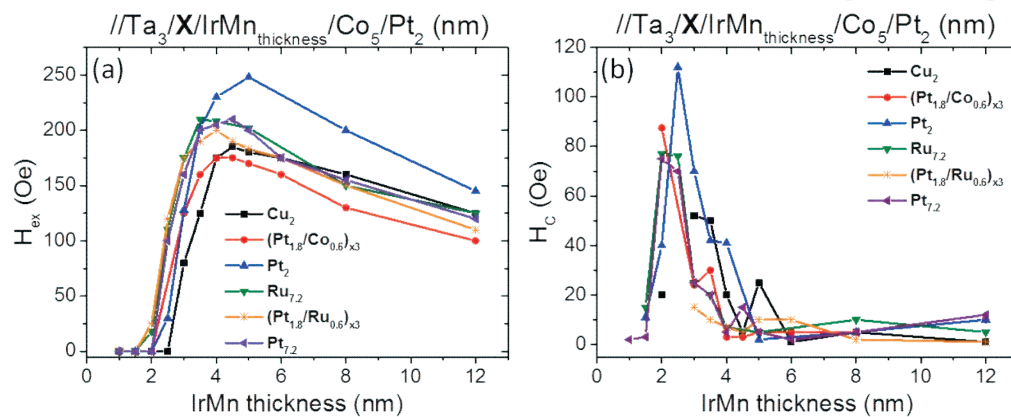 //Ta3/X/IrMnthickness/Co5/Pt2 (nm)
(a)
Hex (Oe)
250
200
150
100
50
0
0 2 4 6 8 10 12
IrMn thickness (nm)
Cu2
(Pt1.8/Co0.6)x3
Pt2
Ru7.2
(Pt1.8/Ru0.6)x3
Pt7.2
//Ta3/X/IrMnthickness/Co5/Pt2 (nm)
(b)
HC (Oe)
120
100
80
60
40
20
0
0 2 4 6 8 10 12
IrMn thickness (nm)
Cu2
(Pt1.8/Co0.6)x3
Pt2
Ru7.2
(Pt1.8/Ru0.6)x3
Pt7.2